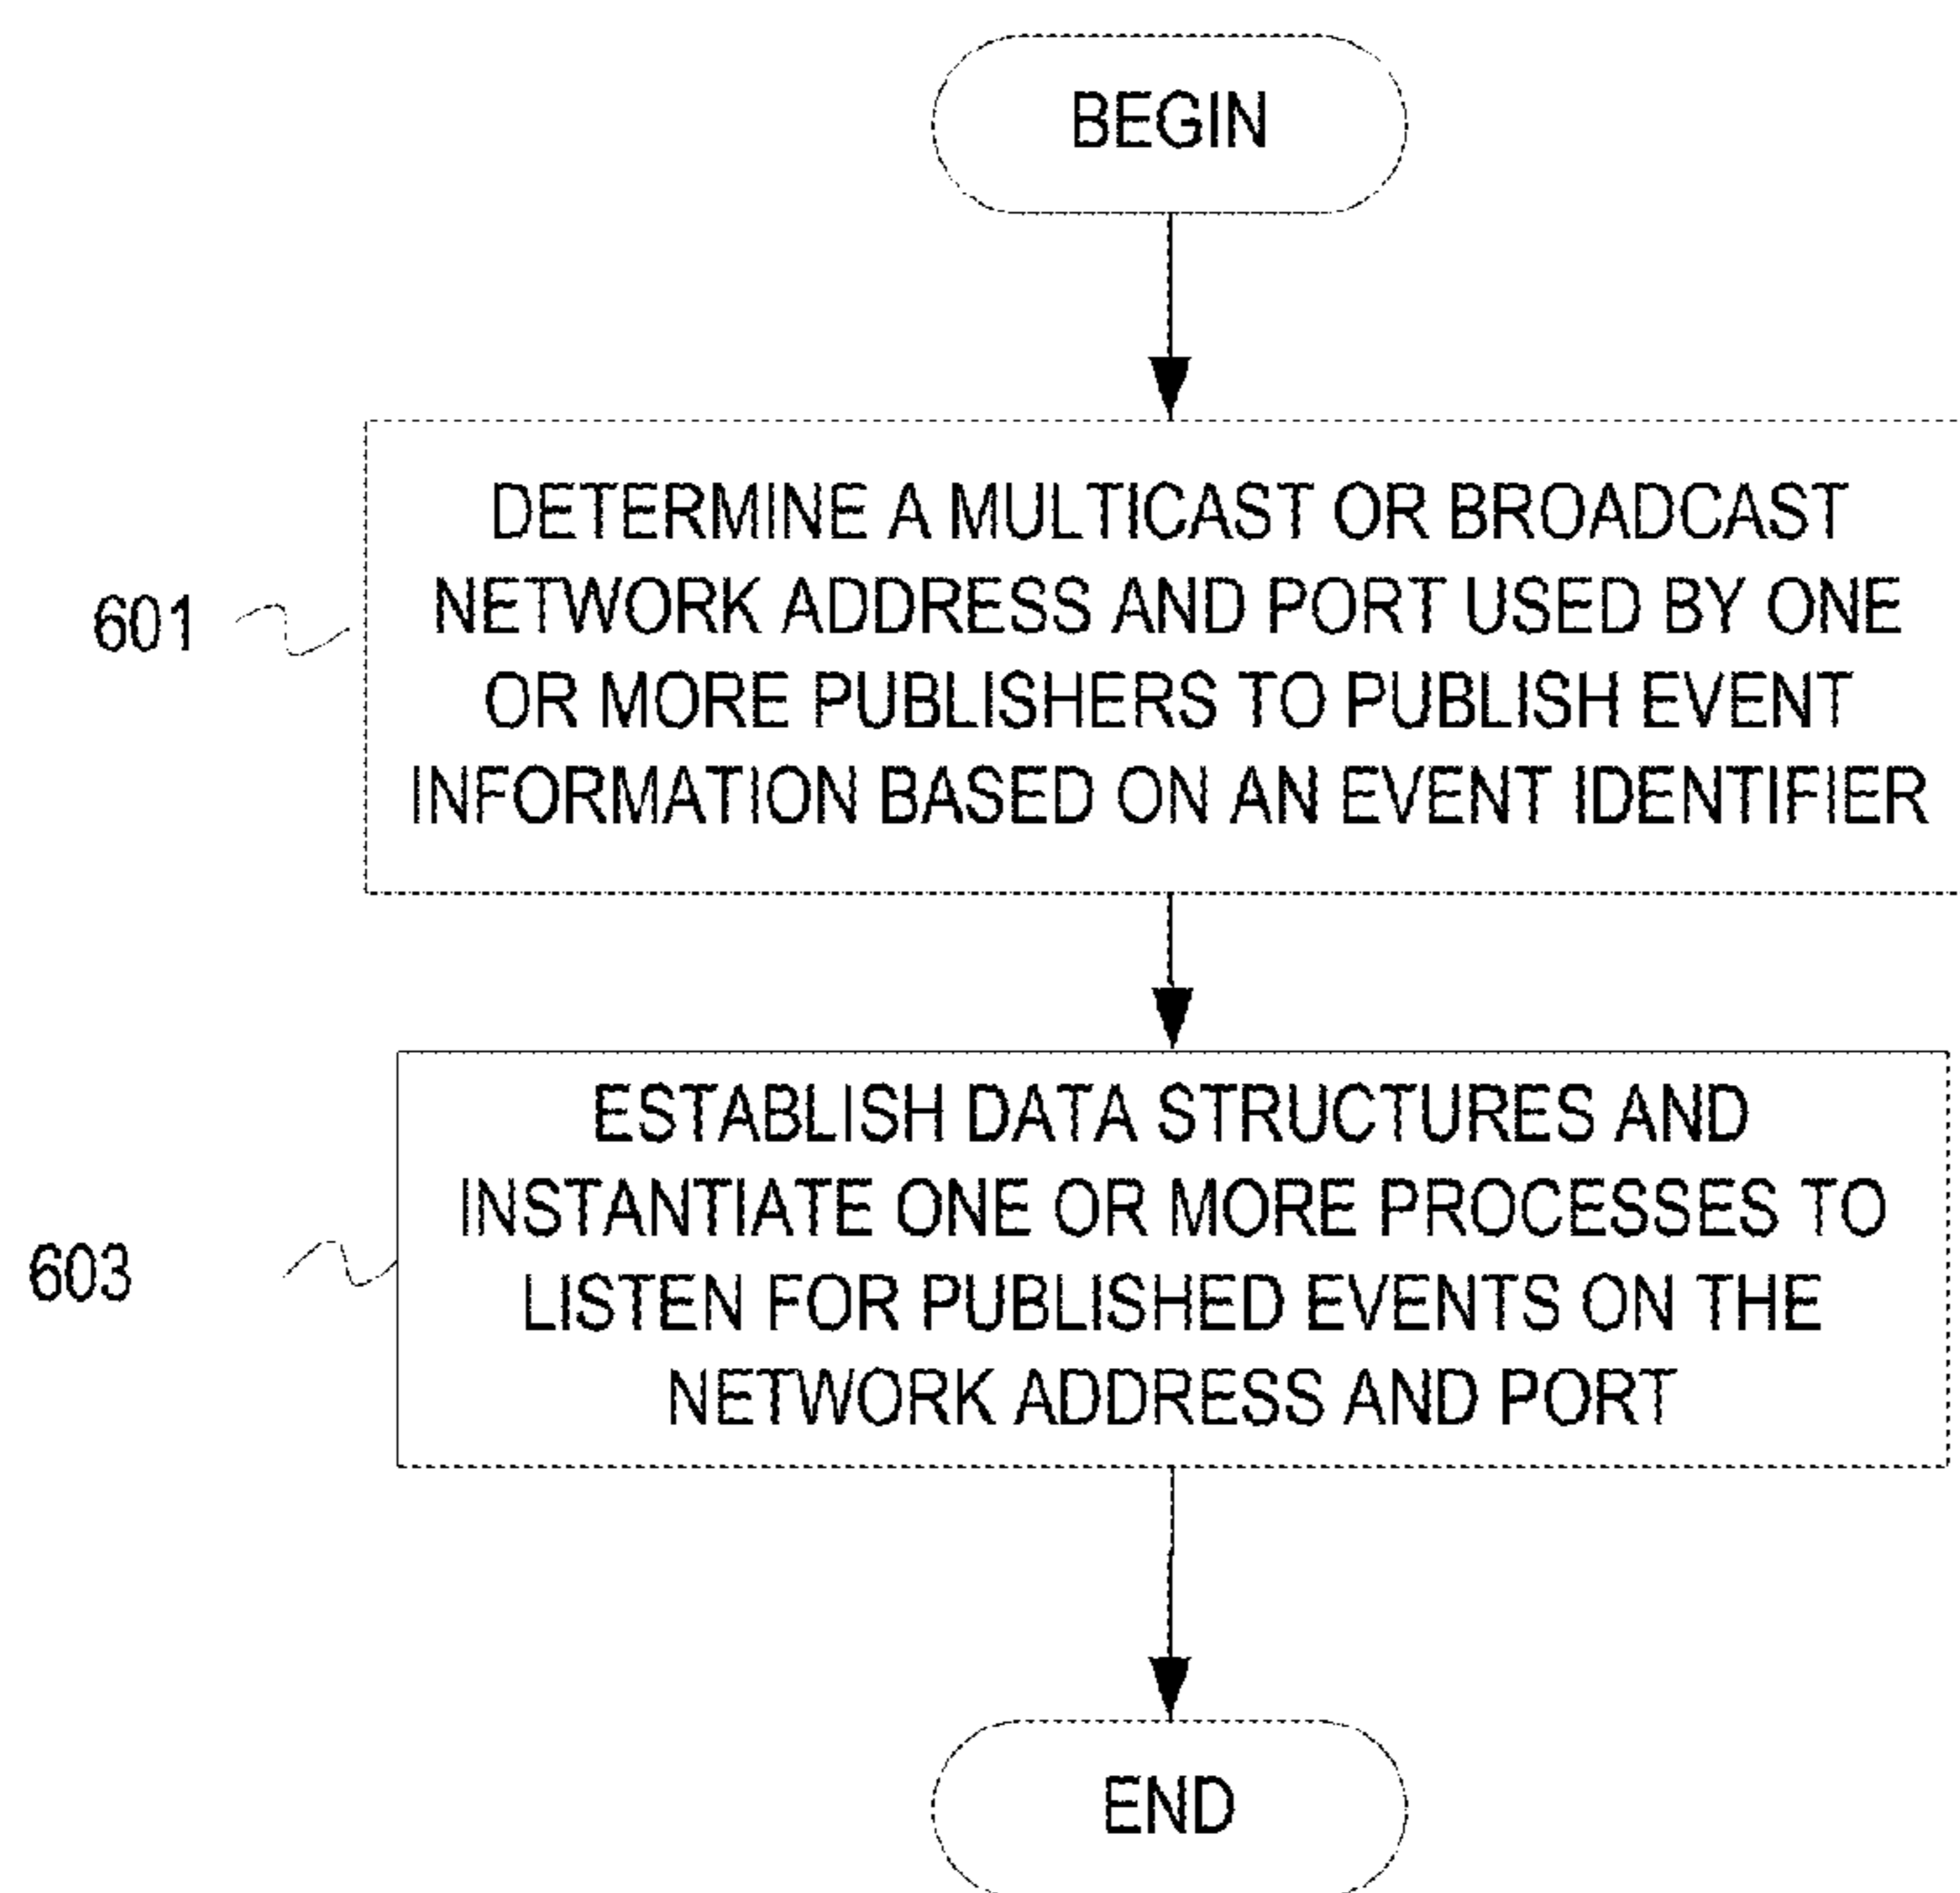 BEGIN
DETERMINE A MULTICAST OR BROADCAST
NETWORK ADDRESS AND PORT USED BY ONE
OR MORE PUBLISHERS TO PUBLISH EVENT
INFORMATION BASED ON AN EVENT IDENTIFIER
601
ESTABLISH DATA STRUCTURES AND
INSTANTIATE ONE OR MORE PROCESSES TO
LISTEN FOR PUBLISHED EVENTS ON THE
NETWORK ADDRESS AND PORT
603
END